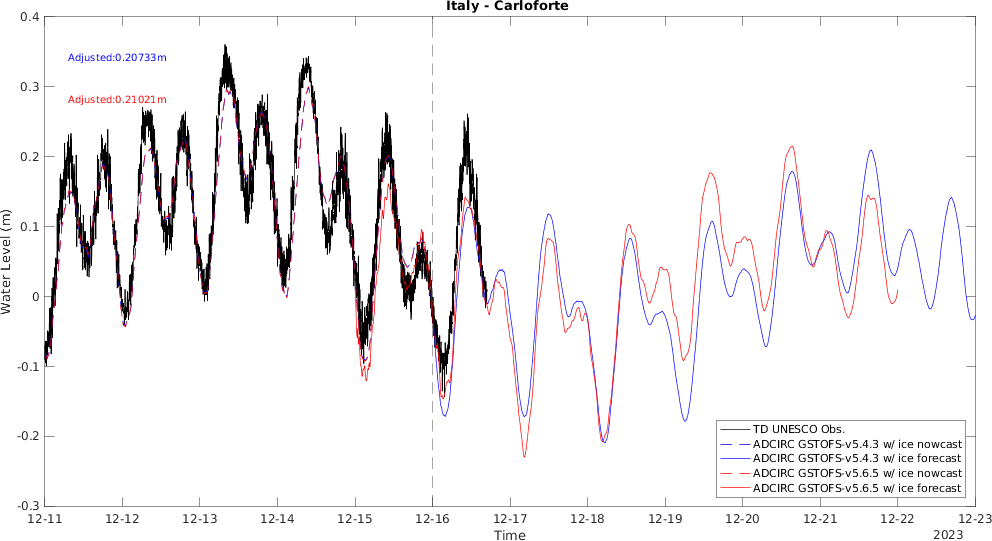 Italy - Carloforte
0.4
0.3
0.2
0.1
0
-0.1
-0.2
-0.3
Water Level (m)
Adjusted:0.20733m
Adjusted:0.21021m
TD UNESCO Obs.
ADCIRC GSTOFS-v5.4.3 w/ ice nowcast
ADCIRC GSTOFS-v5.4.3 w/ ice forecast
ADCIRC GSTOFS-v5.6.5 w/ ice nowcast
ADCIRC GSTOFS-v5.6.5 w/ ice forecast
12-11 12-12 12-13 12-14 12-15 12-16 12-17 12-18 12-19 12-20 12-21 12-22 12-23
Time
2023